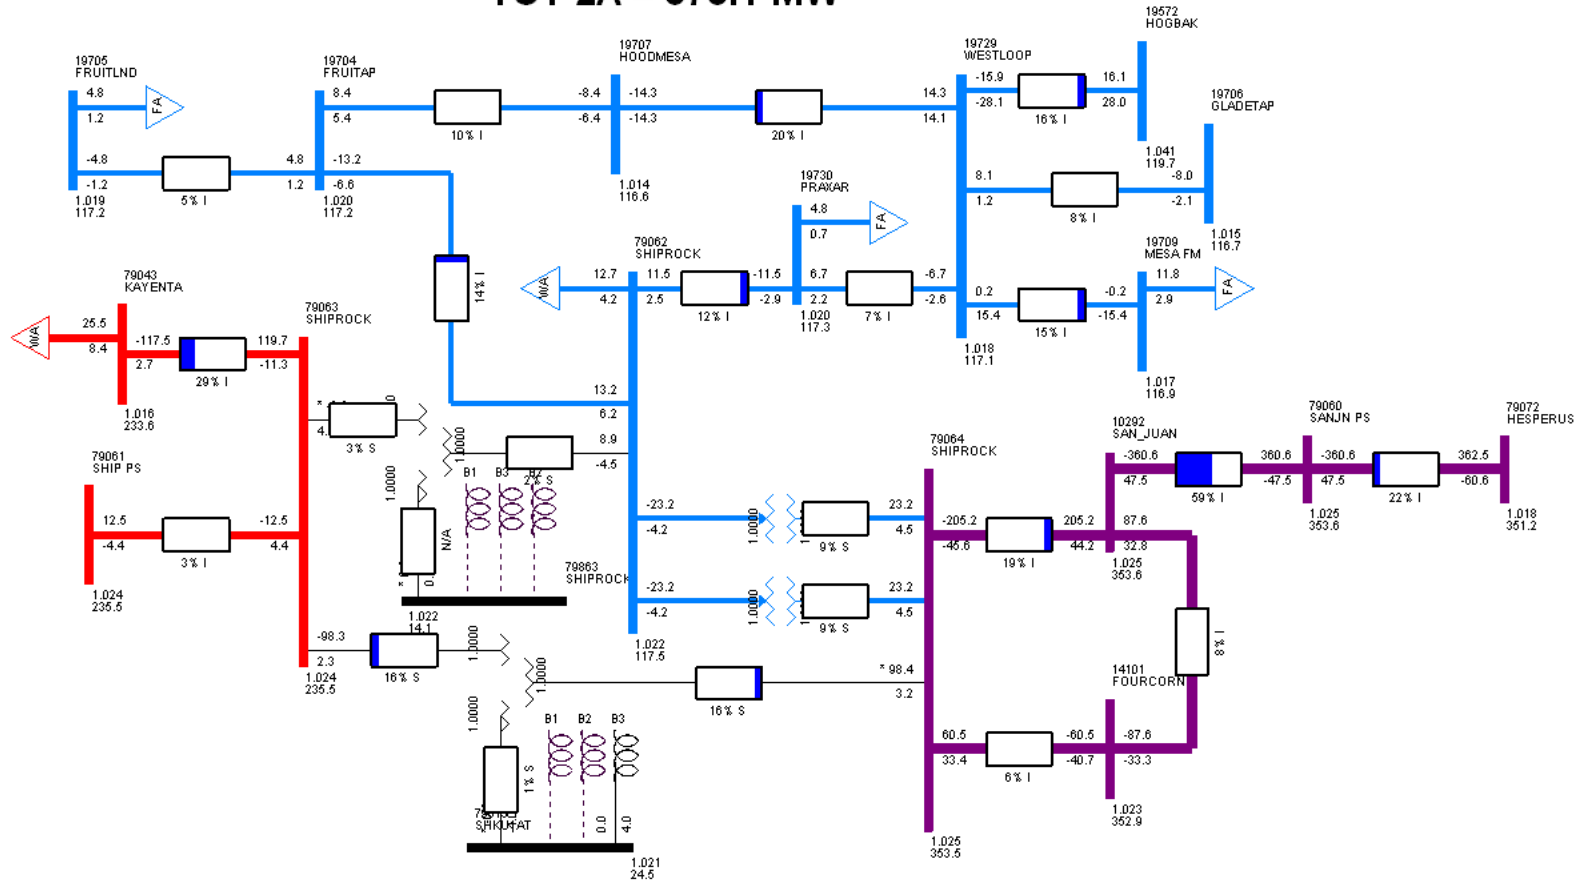 19572
HOGBAK
19707
HOODMESA
19729
WESTLOOP
19705
FRUITLND
19704
FRUITAP
4.8
1.2
FA
8.4
5.4
10% I
-8.4
-6.4
-14.3
-14.3
20% I
14.3
14.1
-15.9
-28.1
16% I
16.1
28.0
19706
GLADETAP
1.041
119.7
-4.8
-1.2
5% I
4.8
1.2
-13.2
-6.6
1.019
117.2
1.020
117.2
1.014
116.6
19730
PRAXAR
4.8
0.7
FA
8.1
1.2
8% I
-8.0
-2.1
1.015
116.7
79062
SHIPROCK
19709
MESA FM
14% I
WA
12.7
4.2
11.5
2.5
12% I
-11.5
-2.9
6.7
2.2
7% I
-6.7
-2.6
0.2
15.4
15% I
-0.2
-15.4
11.8
2.9
FA
1.020
117.3
1.018
117.1
1.017
116.9
79043
KAYENTA
79063
SHIPROCK
WA
25.5
8.4
-117.5
2.7
29% I
119.7
-11.3
1.016
233.6
3% S
13.2
6.2
8.9
-4.5
1.0000
2% S
1.0000
N/A
B1
B3
B2
79061
SHIP PS
12.5
-4.4
3% I
-12.5
4.4
1.024
235.5
79863
SHIPROCK
1.022
14.1
-23.2
-4.2
1.0000
9% S
23.2
4.5
-23.2
-4.2
1.0000
9% S
23.2
4.5
1.022
117.5
79064
SHIPROCK
10292
SAN_JUAN
79060
SANJN PS
79072
HESPERUS
-360.6
47.5
59% I
360.6
-47.5
-360.6
47.5
22% I
362.5
-60.6
1.025
353.6
1.018
351.2
-205.2
-45.6
19% I
205.2
44.2
87.6
32.8
1.025
353.6
8% I
-98.3
2.3
16% S
1.0000
1.024
235.5
1.0000
16% S
* 98.4
3.2
14101
FOURCORN
60.5
33.4
6% I
-60.5
-40.7
-87.6
-33.3
1.023
352.9
1.025
353.5
1.0000
1% S
B1
B2
B3
0.0
4.0
1.021
24.5